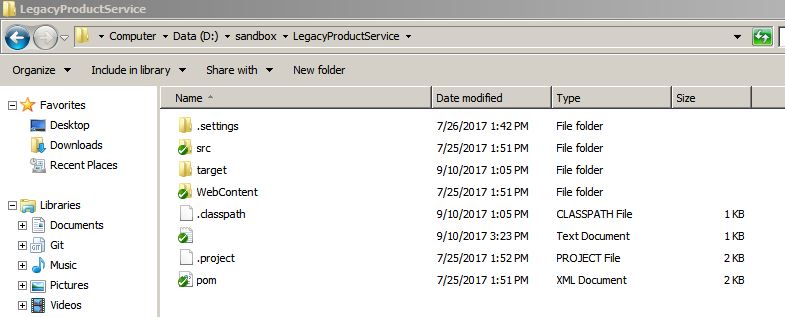 LegacyProductService
Computer Data (D:) sandbox LegacyProductService
Organize Include in library Share with New folder
Favorites
Desktop
Downloads
Recent Places
Libraries
Documents
Git
Music
Pictures
Videos
Name Date modified Type Size
.settings 7/26/2017 1:42 PM File folder
src 7/25/2017 1:51 PM File folder
target 9/10/2017 1:05 PM File folder
WebContent 7/25/2017 1:51 PM File folder
.classpath 9/10/2017 1:05 PM CLASSPATH File 1 KB
9/10/2017 3:23 PM Text Document 1 KB
.project 7/25/2017 1:52 PM PROJECT File 2 KB
pom 7/25/2017 1:51 PM XML Document 2 KB